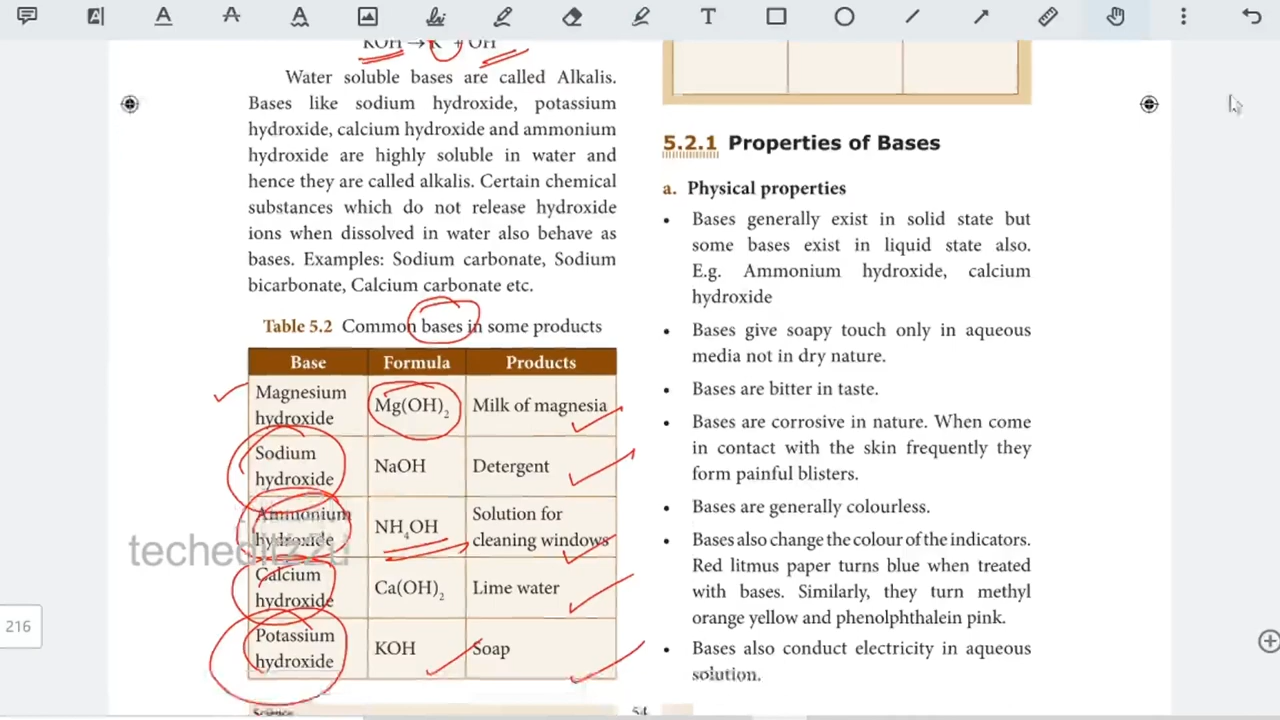 KOH → K + OH
Water soluble bases are called Alkalis.
Bases like sodium hydroxide, potassium
hydroxide, calcium hydroxide and ammonium
hydroxide are highly soluble in water and
hence they are called alkalis. Certain chemical
substances which do not release hydroxide
ions when dissolved in water also behave as
bases. Examples: Sodium carbonate, Sodium
bicarbonate, Calcium carbonate etc.
Table 5.2 Common bases in some products
Base Formula Products
Magnesium
hydroxide
Mg(OH)₂
Milk of magnesia
Sodium
hydroxide
NaOH
Detergent
Ammonium
hydroxide
NH₄OH
Solution for
cleaning windows
Calcium
hydroxide
Ca(OH)₂
Lime water
Potassium
hydroxide
KOH
Soap
Science
54
5.2.1 Properties of Bases
a. Physical properties
• Bases generally exist in solid state but
some bases exist in liquid state also.
E.g. Ammonium hydroxide, calcium
hydroxide
• Bases give soapy touch only in aqueous
media not in dry nature.
• Bases are bitter in taste.
• Bases are corrosive in nature. When come
in contact with the skin frequently they
form painful blisters.
• Bases are generally colourless.
• Bases also change the colour of the indicators.
Red litmus paper turns blue when treated
with bases. Similarly, they turn methyl
orange yellow and phenolphthalein pink.
• Bases also conduct electricity in aqueous
solution.
216